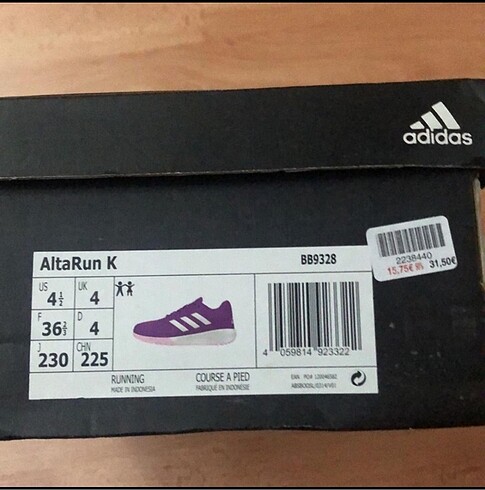 adidas
2238440
15,75€ 31,50€
AltaRun K
BB9328
US 4½ UK 4
F 36⅔ D 4
J 230 CHN 225
4 059814 923322
RUNNING COURSE A PIED
MADE IN INDONESIA FABRIQUÉ EN INDONESIE